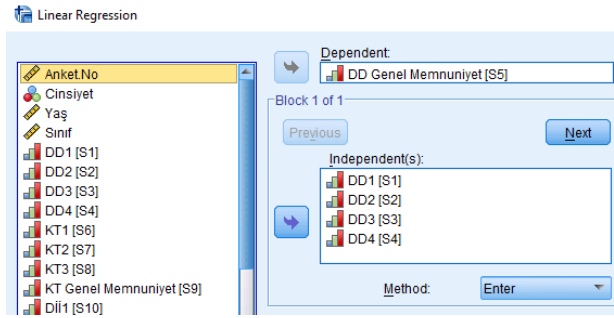 Linear Regression
Anket.No
Cinsiyet
Yaş
Sınıf
DD1 [S1]
DD2 [S2]
DD3 [S3]
DD4 [S4]
KT1 [S6]
KT2 [S7]
KT3 [S8]
KT Genel Memnuniyet [S9]
Dİİ1 [S10]
Dependent:
DD Genel Memnuniyet [S5]
Block 1 of 1
Previous
Next
Independent(s):
DD1 [S1]
DD2 [S2]
DD3 [S3]
DD4 [S4]
Method:
Enter